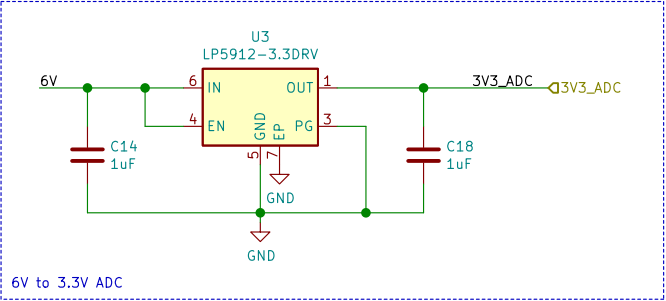 U3
LP5912-3.3DRV
6V
6
IN
OUT
1
3V3_ADC
3V3_ADC
4
EN
GND
EP
PG
3
5
7
C14
1uF
C18
1uF
GND
GND
6V to 3.3V ADC